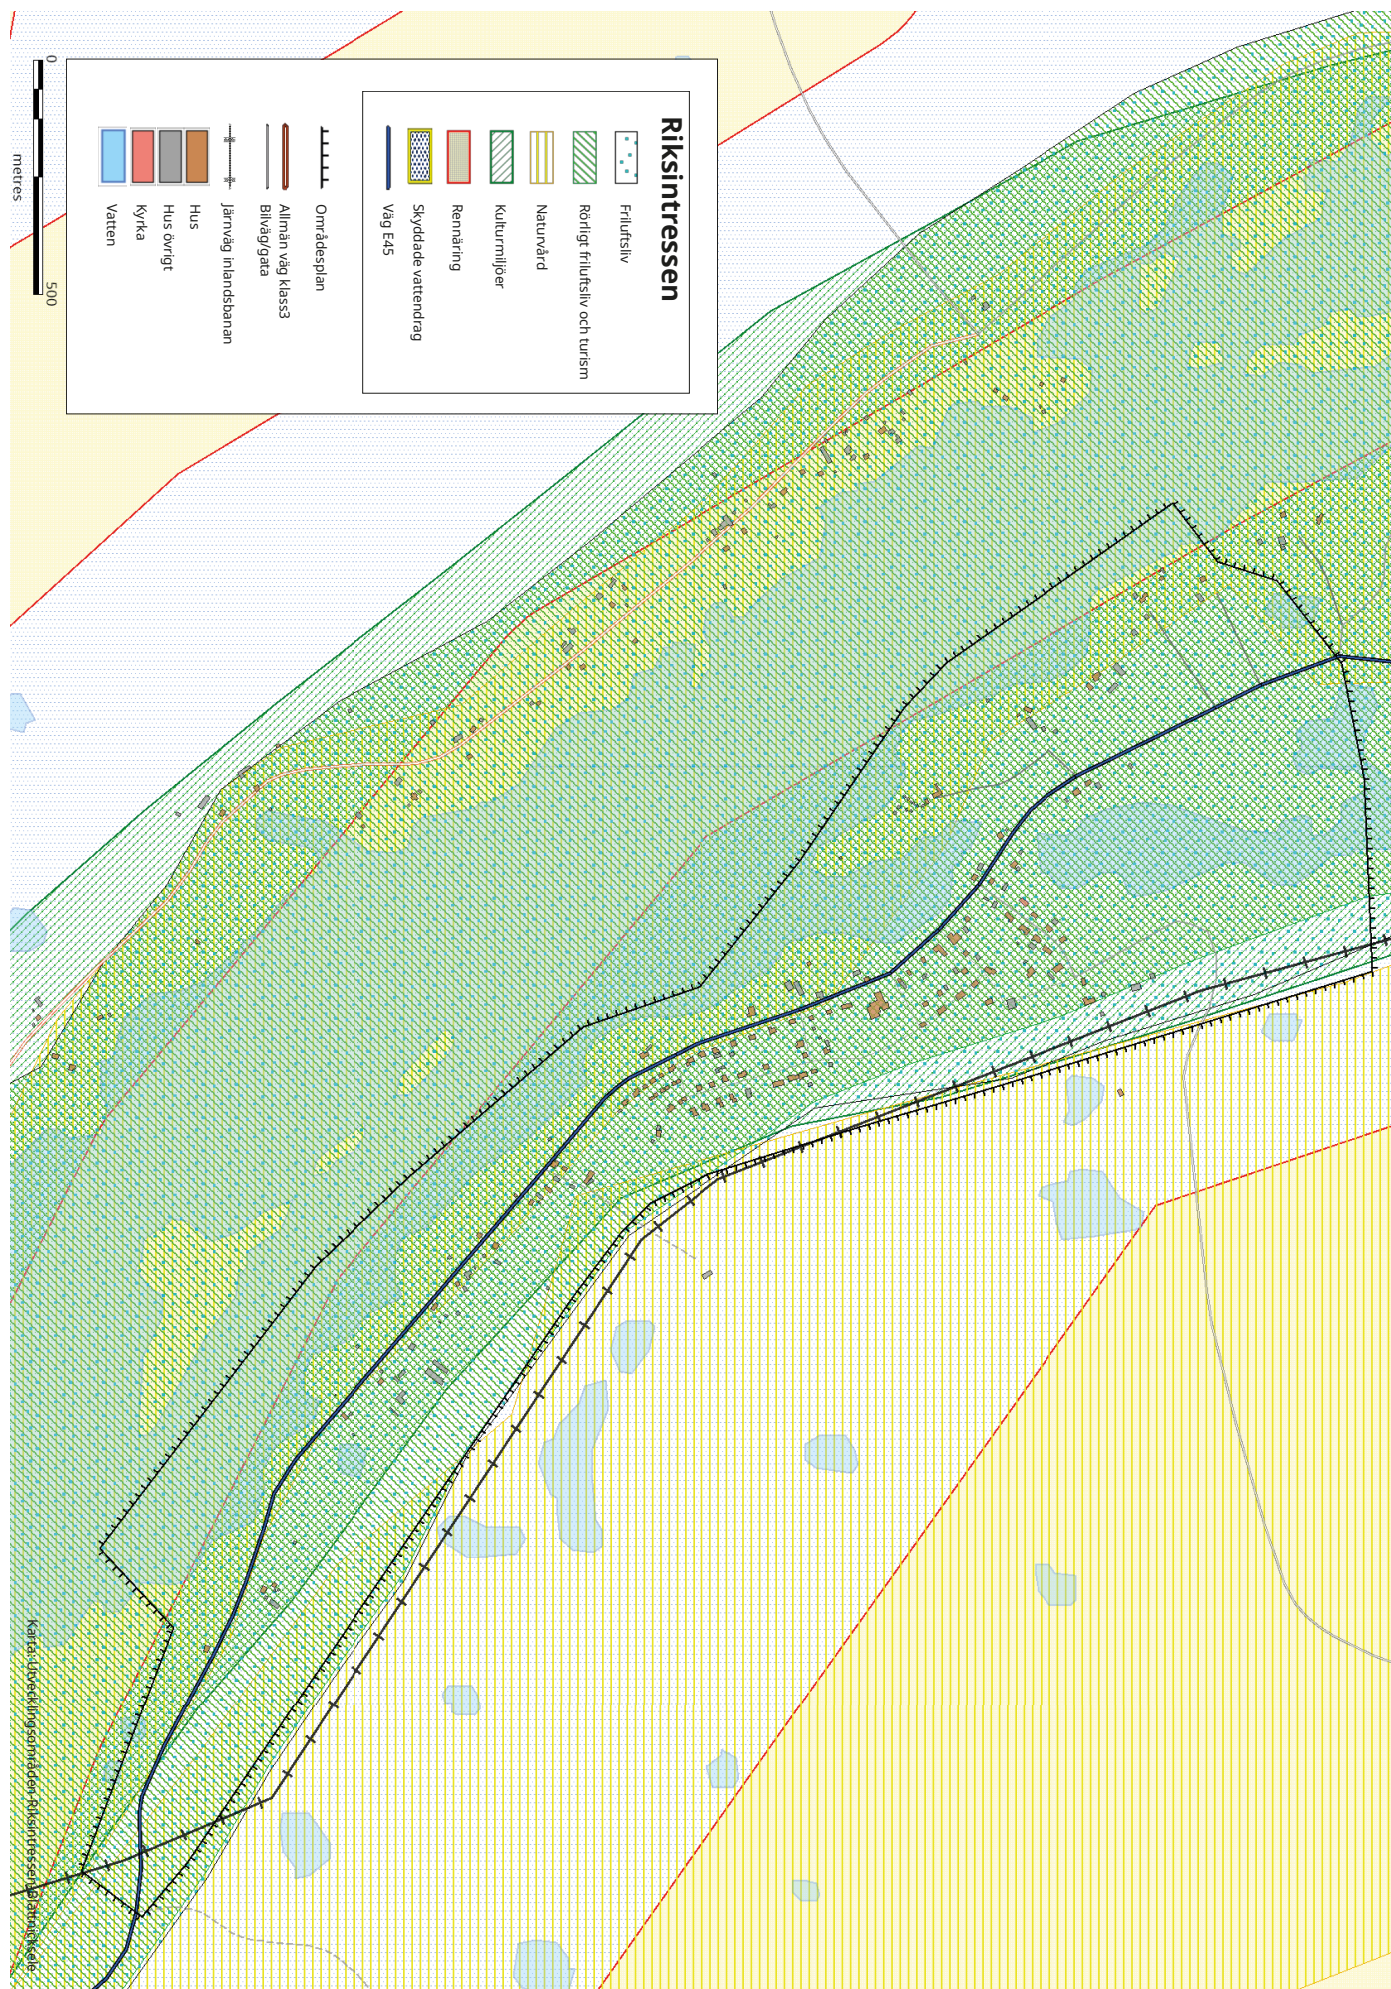 Riksintressen
Friluftsliv
Rörligt friluftsliv och turism
Naturvård
Kulturmiljöer
Rennäring
Skyddade vattendrag
Väg E45
Områdesplan
Allmän väg klass3
Bilväg/gata
Järnväg inlandsbanan
Hus
Hus övrigt
Kyrka
Vatten
0
500
metres
Karta: Utvecklingsområden-Riksintressen Blattnicksele